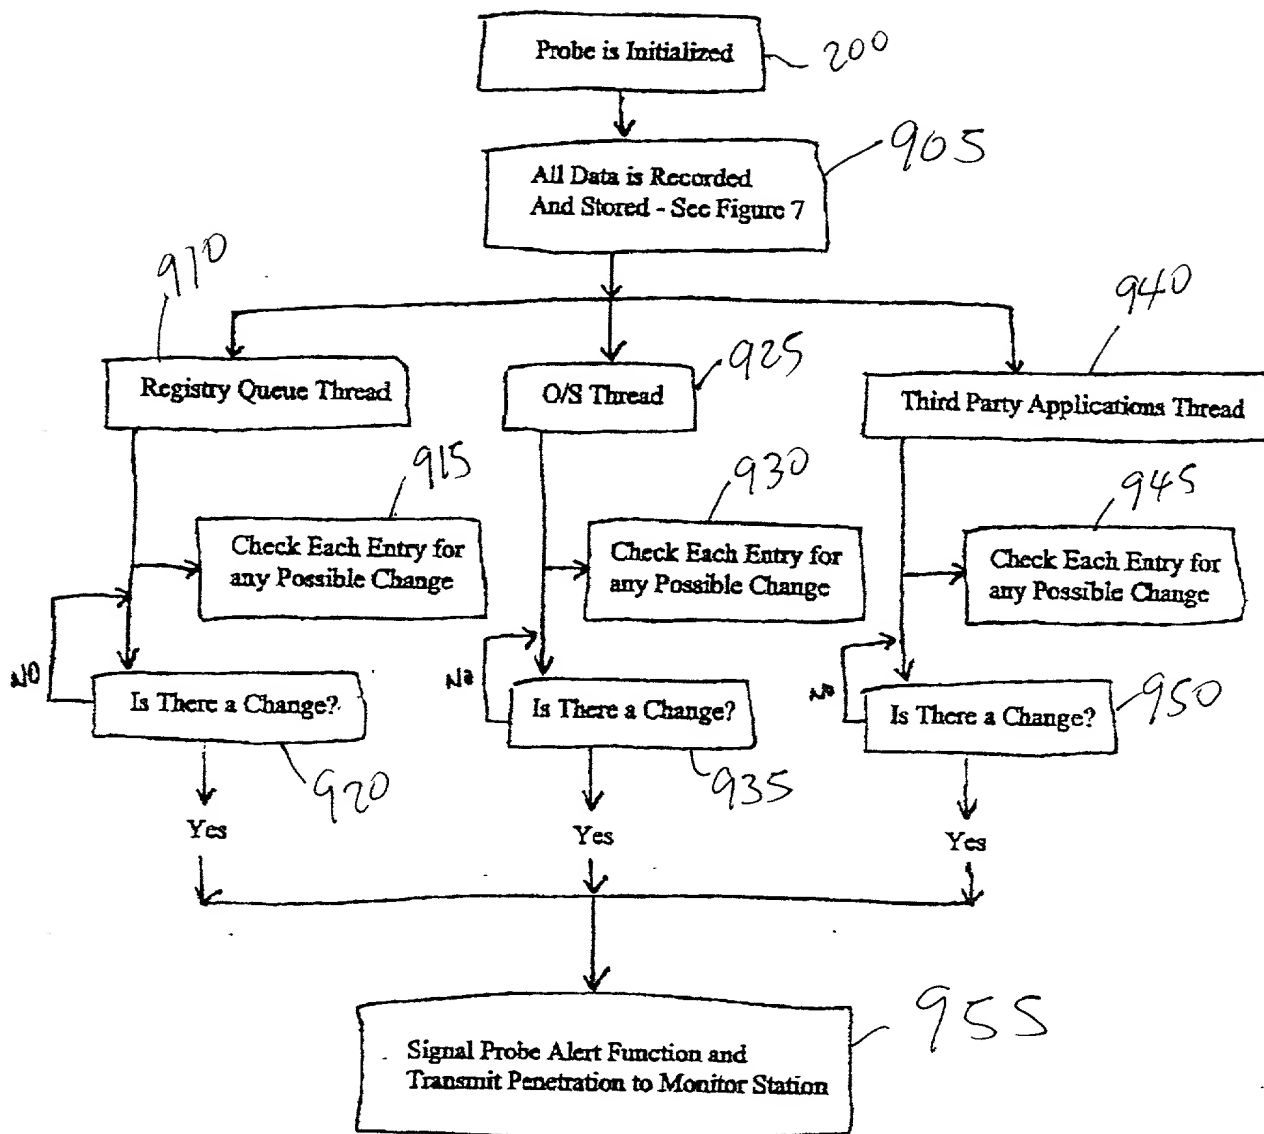 Probe is Initialized
200
All Data is Recorded
And Stored - See Figure 7
905
910
Registry Queue Thread
925
O/S Thread
940
Third Party Applications Thread
915
Check Each Entry for
any Possible Change
930
Check Each Entry for
any Possible Change
945
Check Each Entry for
any Possible Change
NO
Is There a Change?
920
No
Is There a Change?
935
No
Is There a Change?
950
Yes
Yes
Yes
Signal Probe Alert Function and
Transmit Penetration to Monitor Station
955